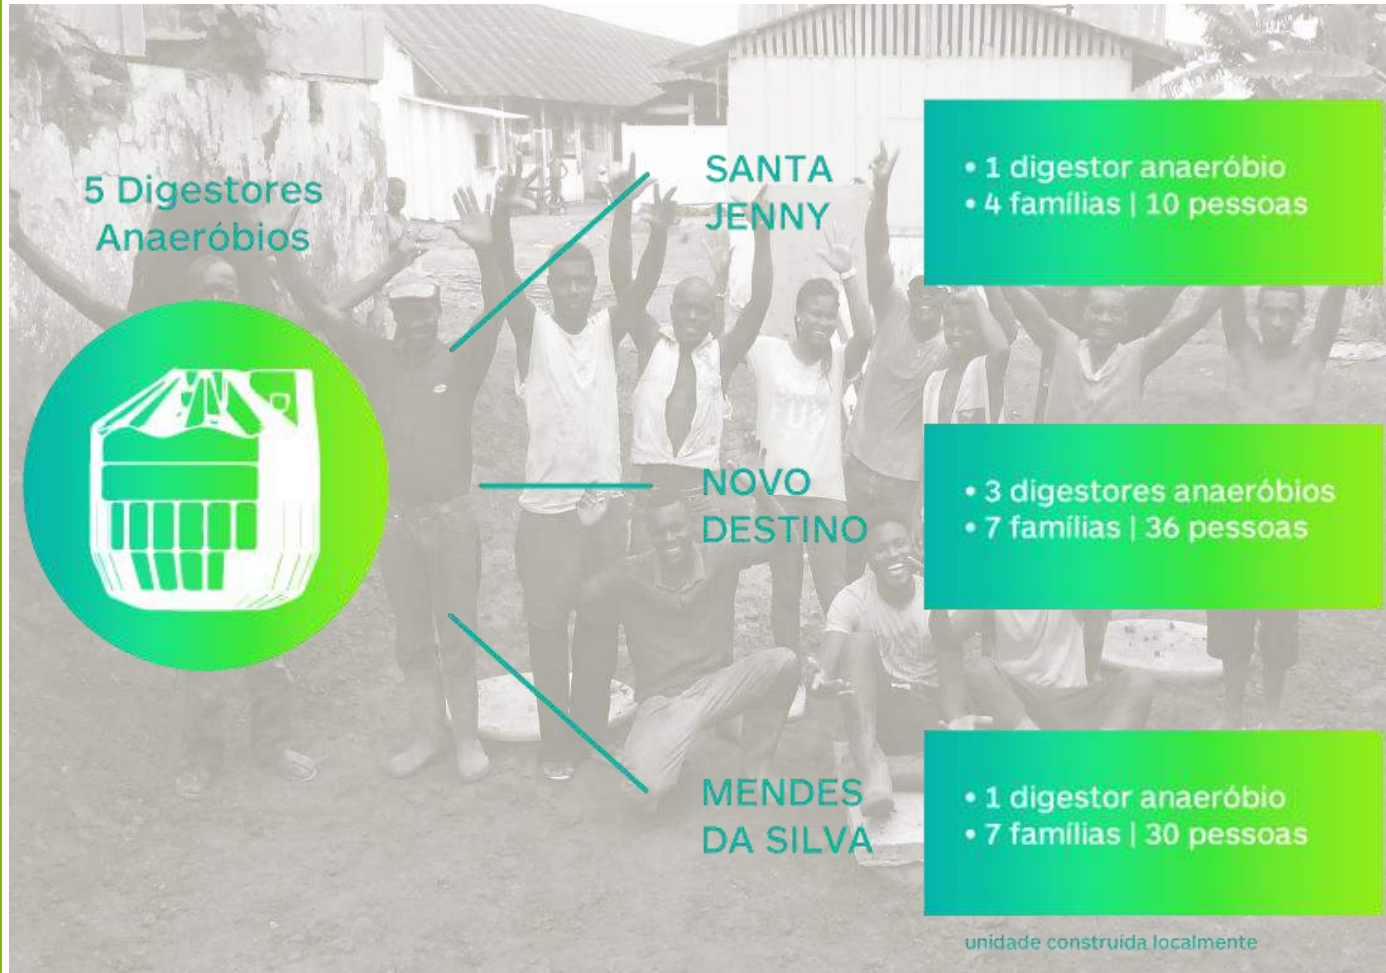 5 Digestores
Anaeróbios
SANTA
JENNY
• 1 digestor anaeróbio
• 4 famílias | 10 pessoas
NOVO
DESTINO
• 3 digestores anaeróbios
• 7 famílias | 36 pessoas
MENDES
DA SILVA
• 1 digestor anaeróbio
• 7 famílias | 30 pessoas
unidade construída localmente